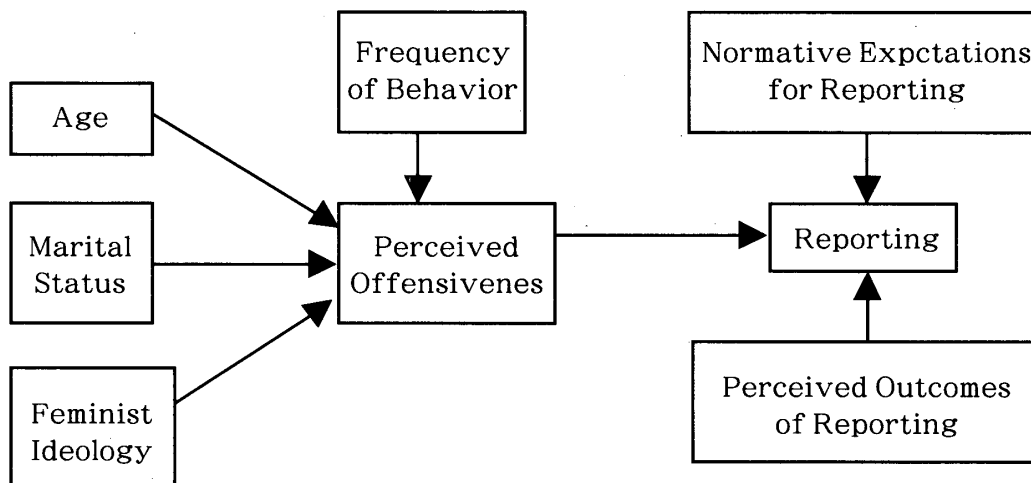 Frequency
of Behavior
Normative Expctations
for Reporting
Age
Marital
Status
Perceived
Offensivenes
Reporting
Feminist
Ideology
Perceived Outcomes
of Reporting